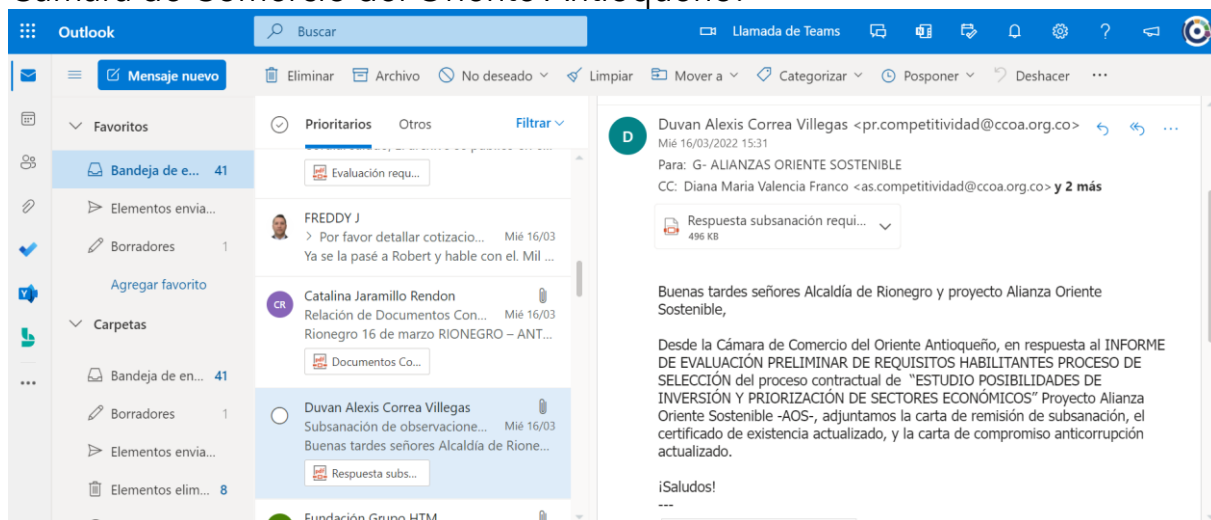 Cámara de Comercio del Oriente Antioqueño.
Outlook
Buscar
Llamada de Teams
Mensaje nuevo
Eliminar
Archivo
No deseado
Limpiar
Mover a
Categorizar
Posponer
Deshacer
Favoritos
Bandeja de e... 41
Elementos envia...
Borradores 1
Agregar favorito
Carpetas
Bandeja de en... 41
Borradores 1
Elementos envia...
Elementos elim... 8
Prioritarios
Otros
Filtrar
Evaluación requ...
FREDDY J
> Por favor detallar cotizacio... Mié 16/03
Ya se la pasé a Robert y hable con el. Mil ...
CR
Catalina Jaramillo Rendon
Relación de Documentos Con... Mié 16/03
Rionegro 16 de marzo RIONEGRO – ANT...
Documentos Co...
Duvan Alexis Correa Villegas
Subsanación de observacione... Mié 16/03
Buenas tardes señores Alcaldía de Rione...
Respuesta subs...
Fundación Grupo HTM
D
Duvan Alexis Correa Villegas <pr.competitividad@ccoa.org.co>
Mié 16/03/2022 15:31
Para: G- ALIANZAS ORIENTE SOSTENIBLE
CC: Diana Maria Valencia Franco <as.competitividad@ccoa.org.co> y 2 más
Respuesta subsanación requi...
496 KB
Buenas tardes señores Alcaldía de Rionegro y proyecto Alianza Oriente
Sostenible,
Desde la Cámara de Comercio del Oriente Antioqueño, en respuesta al INFORME
DE EVALUACIÓN PRELIMINAR DE REQUISITOS HABILITANTES PROCESO DE
SELECCIÓN del proceso contractual de "ESTUDIO POSIBILIDADES DE
INVERSIÓN Y PRIORIZACIÓN DE SECTORES ECONÓMICOS" Proyecto Alianza
Oriente Sostenible -AOS-, adjuntamos la carta de remisión de subsanación, el
certificado de existencia actualizado, y la carta de compromiso anticorrupción
actualizado.
¡Saludos!
---